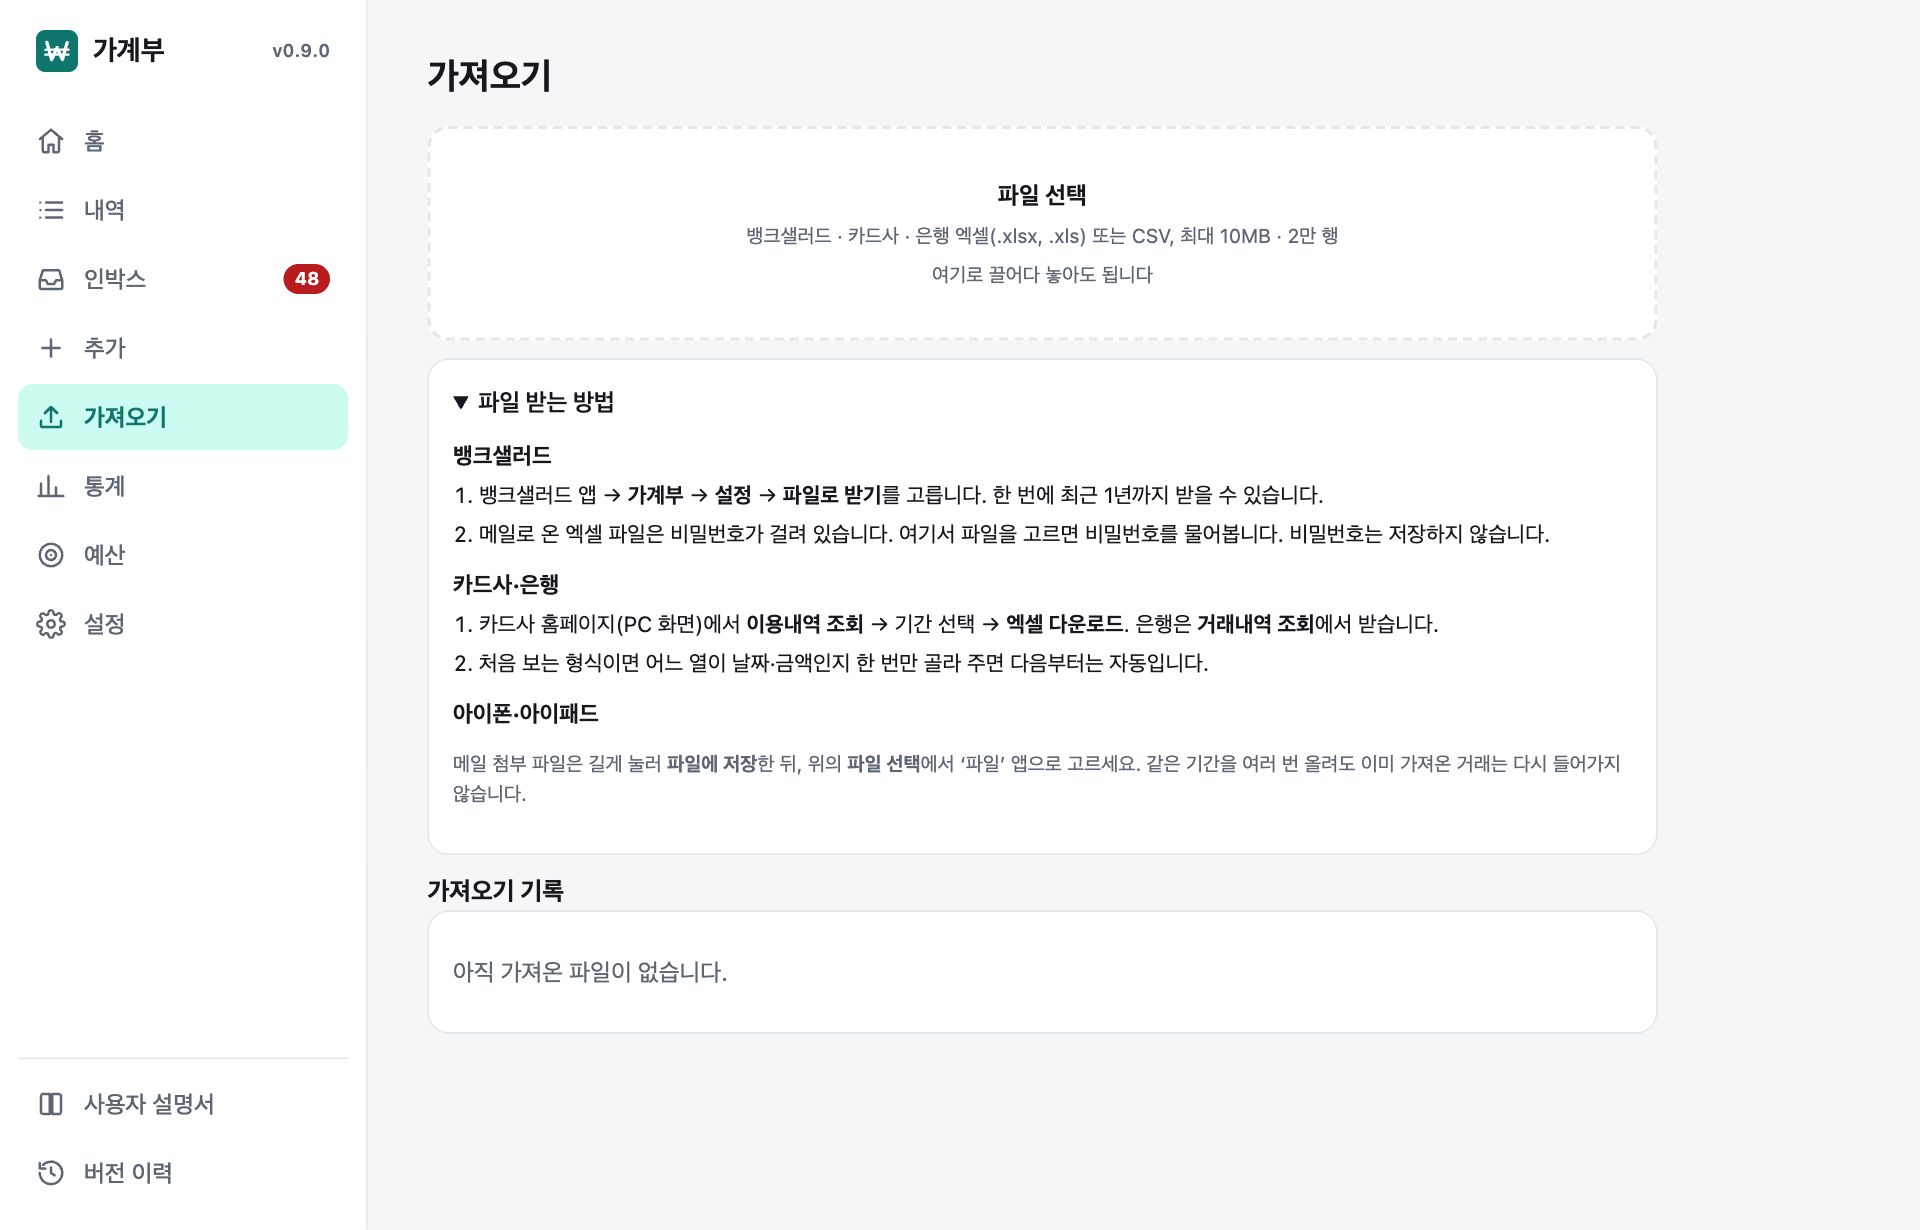 가계부
v0.9.0
홈
내역
인박스
48
추가
가져오기
통계
예산
설정
사용자 설명서
버전 이력
가져오기
파일 선택
뱅크샐러드 · 카드사 · 은행 엑셀(.xlsx, .xls) 또는 CSV, 최대 10MB · 2만 행
여기로 끌어다 놓아도 됩니다
▼ 파일 받는 방법
뱅크샐러드
1. 뱅크샐러드 앱 → 가계부 → 설정 → 파일로 받기를 고릅니다. 한 번에 최근 1년까지 받을 수 있습니다.
2. 메일로 온 엑셀 파일은 비밀번호가 걸려 있습니다. 여기서 파일을 고르면 비밀번호를 물어봅니다. 비밀번호는 저장하지 않습니다.
카드사·은행
1. 카드사 홈페이지(PC 화면)에서 이용내역 조회 → 기간 선택 → 엑셀 다운로드. 은행은 거래내역 조회에서 받습니다.
2. 처음 보는 형식이면 어느 열이 날짜·금액인지 한 번만 골라 주면 다음부터는 자동입니다.
아이폰·아이패드
메일 첨부 파일은 길게 눌러 파일에 저장한 뒤, 위의 파일 선택에서 ‘파일’ 앱으로 고르세요. 같은 기간을 여러 번 올려도 이미 가져온 거래는 다시 들어가지
않습니다.
가져오기 기록
아직 가져온 파일이 없습니다.